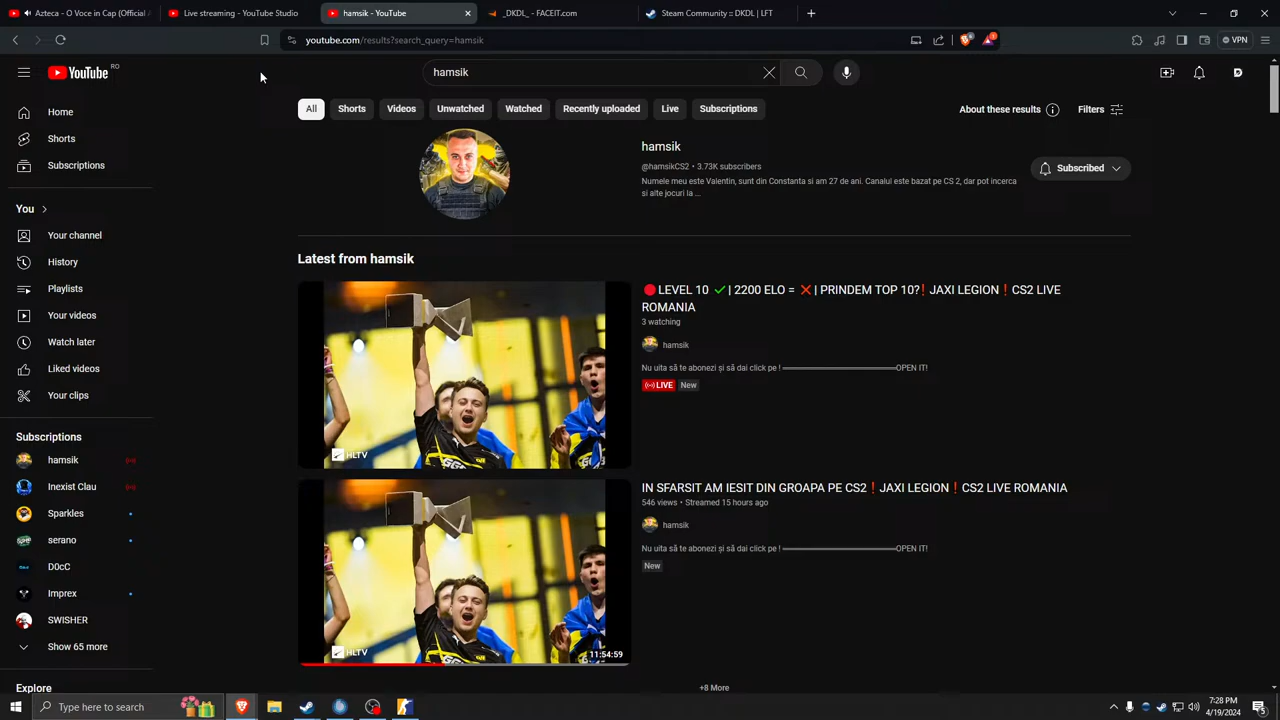 Azteca - O Voce in Cap (Official
Live streaming - YouTube Studio
hamsik - YouTube
_DKDL_ - FACEIT.com
Steam Community :: DKDL | LFT
youtube.com/results?search_query=hamsik
VPN
YouTube
RO
hamsik
D
Home
Shorts
Subscriptions
You
Your channel
History
Playlists
Your videos
Watch later
Liked videos
Your clips
Subscriptions
hamsik
Inexist Clau
Sparkles
serano
D0cC
Imprex
SWISHER
Show 65 more
Explore
All
Shorts
Videos
Unwatched
Watched
Recently uploaded
Live
Subscriptions
About these results
Filters
hamsik
@hamsikCS2 • 3.73K subscribers
Numele meu este Valentin, sunt din Constanta si am 27 de ani. Canalul este bazat pe CS 2, dar pot incerca
si alte jocuri la ...
Subscribed
Latest from hamsik
HLTV
🔴LEVEL 10 ✓| 2200 ELO = ❌ | PRINDEM TOP 10?❗JAXI LEGION❗CS2 LIVE
ROMANIA
3 watching
hamsik
Nu uita să te abonezi și să dai click pe ! ════════════════OPEN IT!
LIVE
New
HLTV
11:54:59
IN SFARSIT AM IESIT DIN GROAPA PE CS2❗JAXI LEGION❗CS2 LIVE ROMANIA
546 views • Streamed 15 hours ago
hamsik
Nu uita să te abonezi și să dai click pe ! ════════════════OPEN IT!
New
+8 More
Type here to search
7:28 PM
4/19/2024